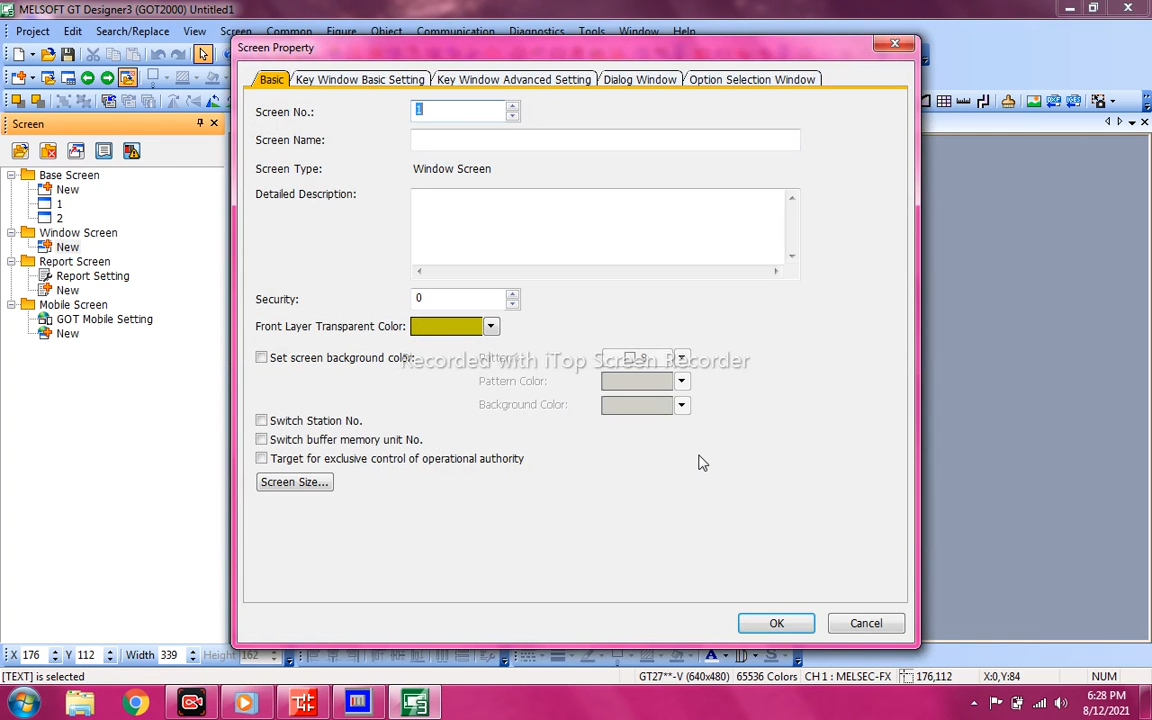 MELSOFT GT Designer3 (GOT2000) Untitled1
Project Edit Search/Replace View Screen Common Figure Object Communication Diagnostics Tools Window Help
Screen Property
Basic Key Window Basic Setting Key Window Advanced Setting Dialog Window Option Selection Window
Screen
Base Screen
New
1
2
Window Screen
New
Report Screen
Report Setting
New
Mobile Screen
GOT Mobile Setting
New
Screen No.: 1
Screen Name:
Screen Type: Window Screen
Detailed Description:
Security: 0
Front Layer Transparent Color:
Set screen background color: Pattern:
Recorded with iTop Screen Recorder
Pattern Color:
Background Color:
Switch Station No.
Switch buffer memory unit No.
Target for exclusive control of operational authority
Screen Size...
OK Cancel
X 176 Y 112 Width 339 Height 162
[TEXT] is selected GT27**-V (640x480) 65536 Colors CH 1 : MELSEC-FX 176,112 X:0,Y:84 NUM
6:28 PM
8/12/2021